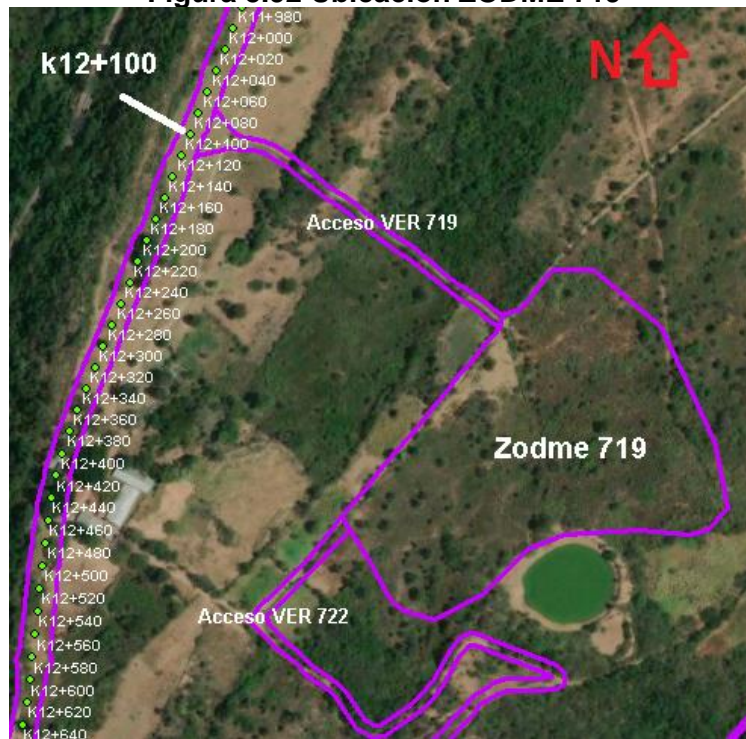 K11+980
K12+000
k12+100
N
K12+020
K12+040
K12+060
K12+080
K12+100
K12+120
K12+140
K12+160
Acceso VER 719
K12+180
K12+200
K12+220
K12+240
K12+260
K12+280
K12+300
K12+320
K12+340
K12+360
K12+380
Zodme 719
K12+400
K12+420
K12+440
K12+460
K12+480
K12+500
K12+520
K12+540
Acceso VER 722
K12+560
K12+580
K12+600
K12+620
K12+640